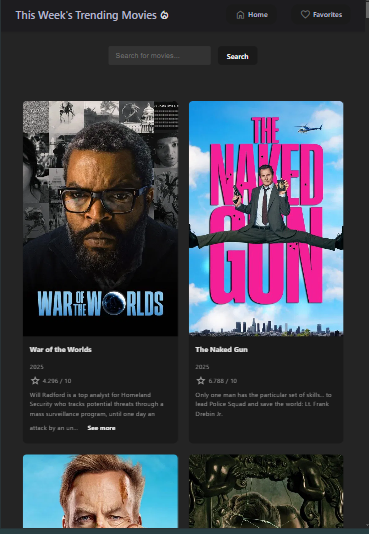 This Week's Trending Movies
Home
Favorites
Search for movies...
Search
WAR OF THE WORLDS
THE NAKED GUN
War of the Worlds
2025
4.296 / 10
Will Radford is a top analyst for Homeland
Security who tracks potential threats through a
mass surveillance program, until one day an
attack by an un... See more
The Naked Gun
2025
6.788 / 10
Only one man has the particular set of skills... to
lead Police Squad and save the world: Lt. Frank
Drebin Jr.